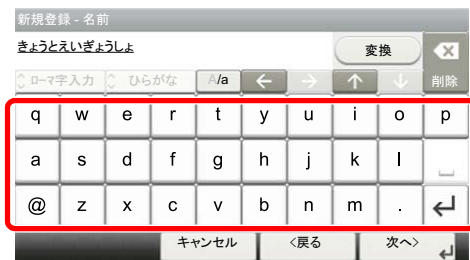 新規登録 - 名前
きょうとえいぎょうしょ 変換
ローマ字入力 ひらがな A/a ← → ↑ ↓ 削除
q w e r t y u i o p
a s d f g h j k l
@ z x c v b n m .
キャンセル <戻る 次へ>